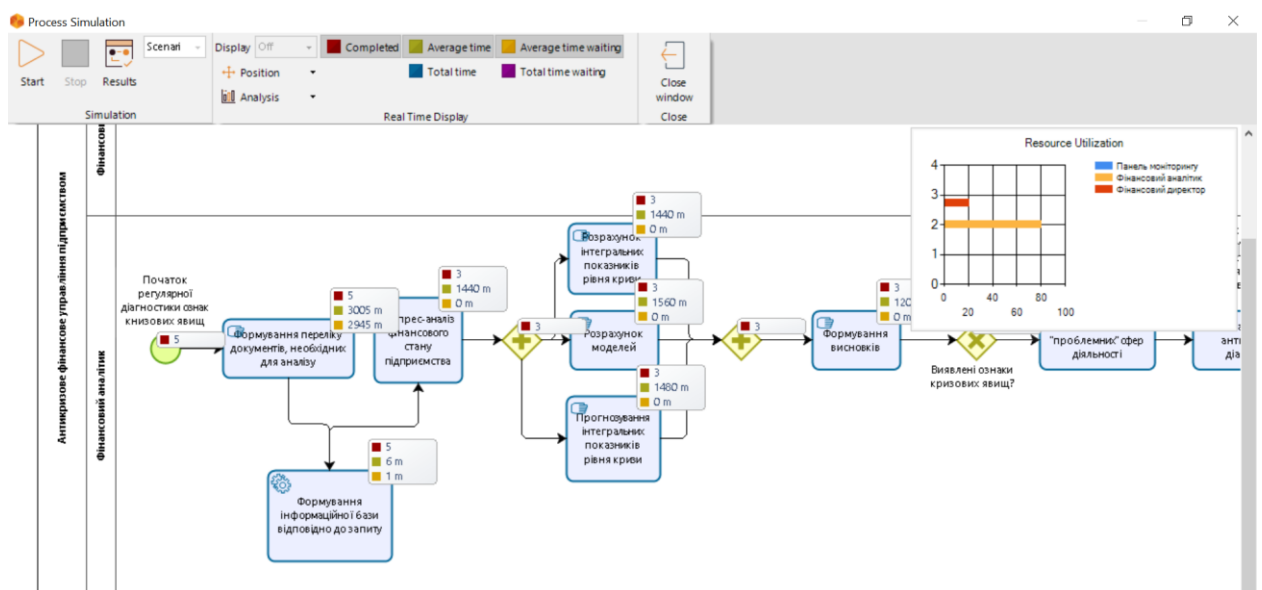 Process Simulation
Start
Stop
Results
Scenari
Simulation
Display Off
Position
Analysis
Completed
Average time
Average time waiting
Total time
Total time waiting
Real Time Display
Close
window
Close
Антикризове фінансове управління підприємством
Фінансовий аналітик
Початок
регулярної
діагностики ознак
книзових явищ
5
Формування переліку
документів, необхідних
для аналізу
5
3005 m
2945 m
Формування
інформаційної бази
відповідно до запиту
5
6 m
1 m
прес-аналіз
фінансового
стану
підприємства
3
1440 m
0 m
3
Розрахунок
інтегральних
показників
рівня кризи
3
1440 m
0 m
Розрахунок
моделей
3
1560 m
0 m
Прогнозування
інтегральних
показників
рівня кризи
3
1480 m
0 m
3
Формування
висновків
3
120
0 m
Виявлені ознаки
кризових явищ?
"проблемних" сфер
діяльності
Resource Utilization
4
3
2
1
0
0 40 80
20 60 100
Панель моніторингу
Фінансовий аналітик
Фінансовий директор